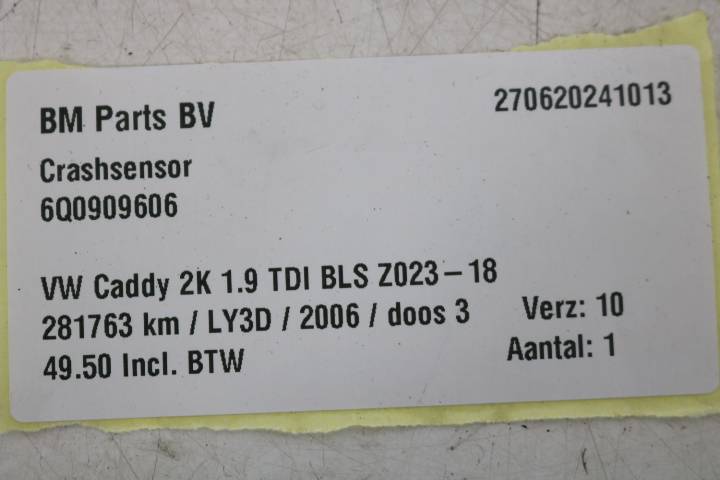 BM Parts BV 270620241013
Crashsensor
6Q0909606
VW Caddy 2K 1.9 TDI BLS Z023-18
281763 km / LY3D / 2006 / doos 3 Verz: 10
49.50 Incl. BTW Aantal: 1